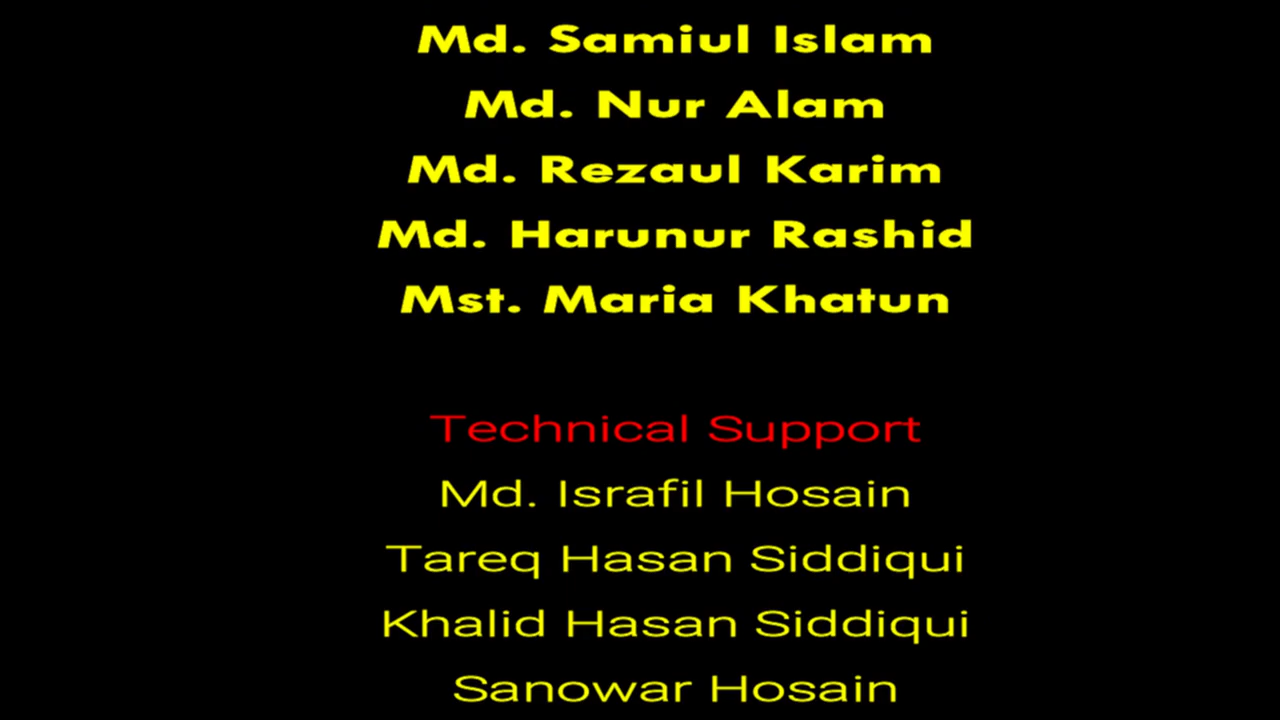 Md. Samiul Islam
Md. Nur Alam
Md. Rezaul Karim
Md. Harunur Rashid
Mst. Maria Khatun
Technical Support
Md. Israfil Hosain
Tareq Hasan Siddiqui
Khalid Hasan Siddiqui
Sanowar Hosain